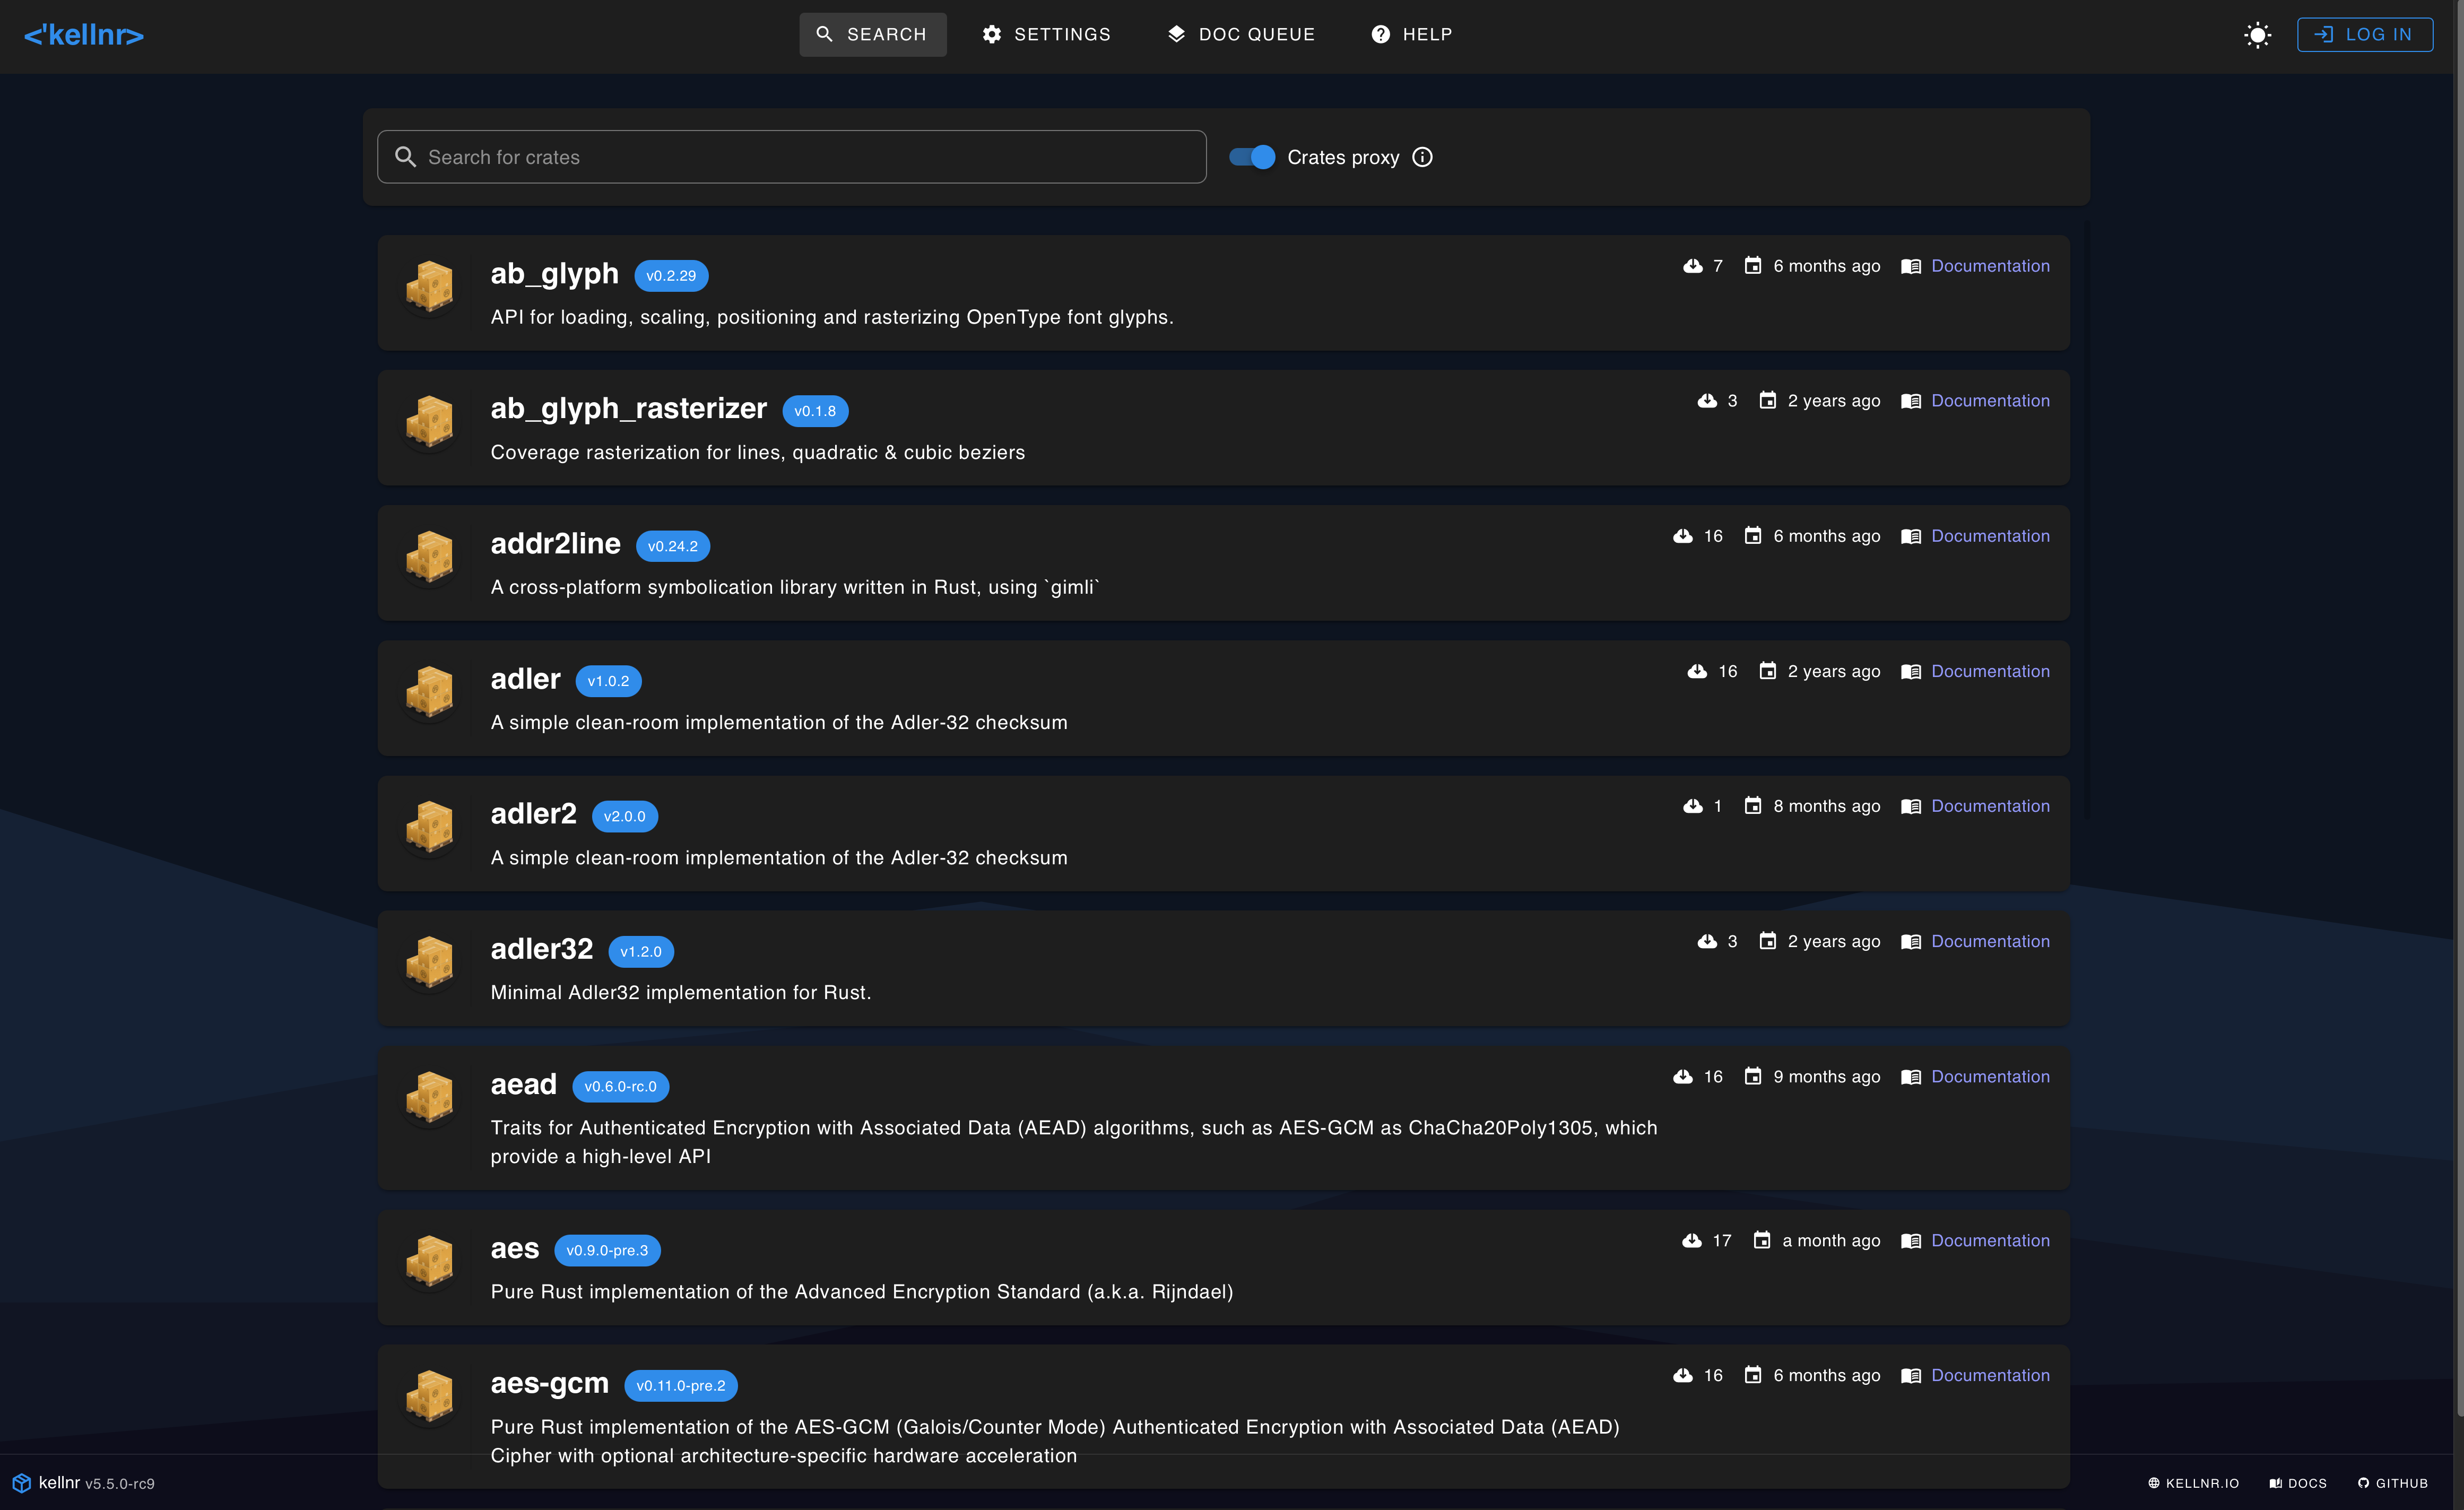 <'kellnr>
SEARCH
SETTINGS
DOC QUEUE
HELP
LOG IN
Search for crates
Crates proxy
ab_glyph v0.2.29
7 6 months ago Documentation
API for loading, scaling, positioning and rasterizing OpenType font glyphs.
ab_glyph_rasterizer v0.1.8
3 2 years ago Documentation
Coverage rasterization for lines, quadratic & cubic beziers
addr2line v0.24.2
16 6 months ago Documentation
A cross-platform symbolication library written in Rust, using `gimli`
adler v1.0.2
16 2 years ago Documentation
A simple clean-room implementation of the Adler-32 checksum
adler2 v2.0.0
1 8 months ago Documentation
A simple clean-room implementation of the Adler-32 checksum
adler32 v1.2.0
3 2 years ago Documentation
Minimal Adler32 implementation for Rust.
aead v0.6.0-rc.0
16 9 months ago Documentation
Traits for Authenticated Encryption with Associated Data (AEAD) algorithms, such as AES-GCM as ChaCha20Poly1305, which
provide a high-level API
aes v0.9.0-pre.3
17 a month ago Documentation
Pure Rust implementation of the Advanced Encryption Standard (a.k.a. Rijndael)
aes-gcm v0.11.0-pre.2
16 6 months ago Documentation
Pure Rust implementation of the AES-GCM (Galois/Counter Mode) Authenticated Encryption with Associated Data (AEAD)
Cipher with optional architecture-specific hardware acceleration
kellnr v5.5.0-rc9
KELLNR.IO
DOCS
GITHUB